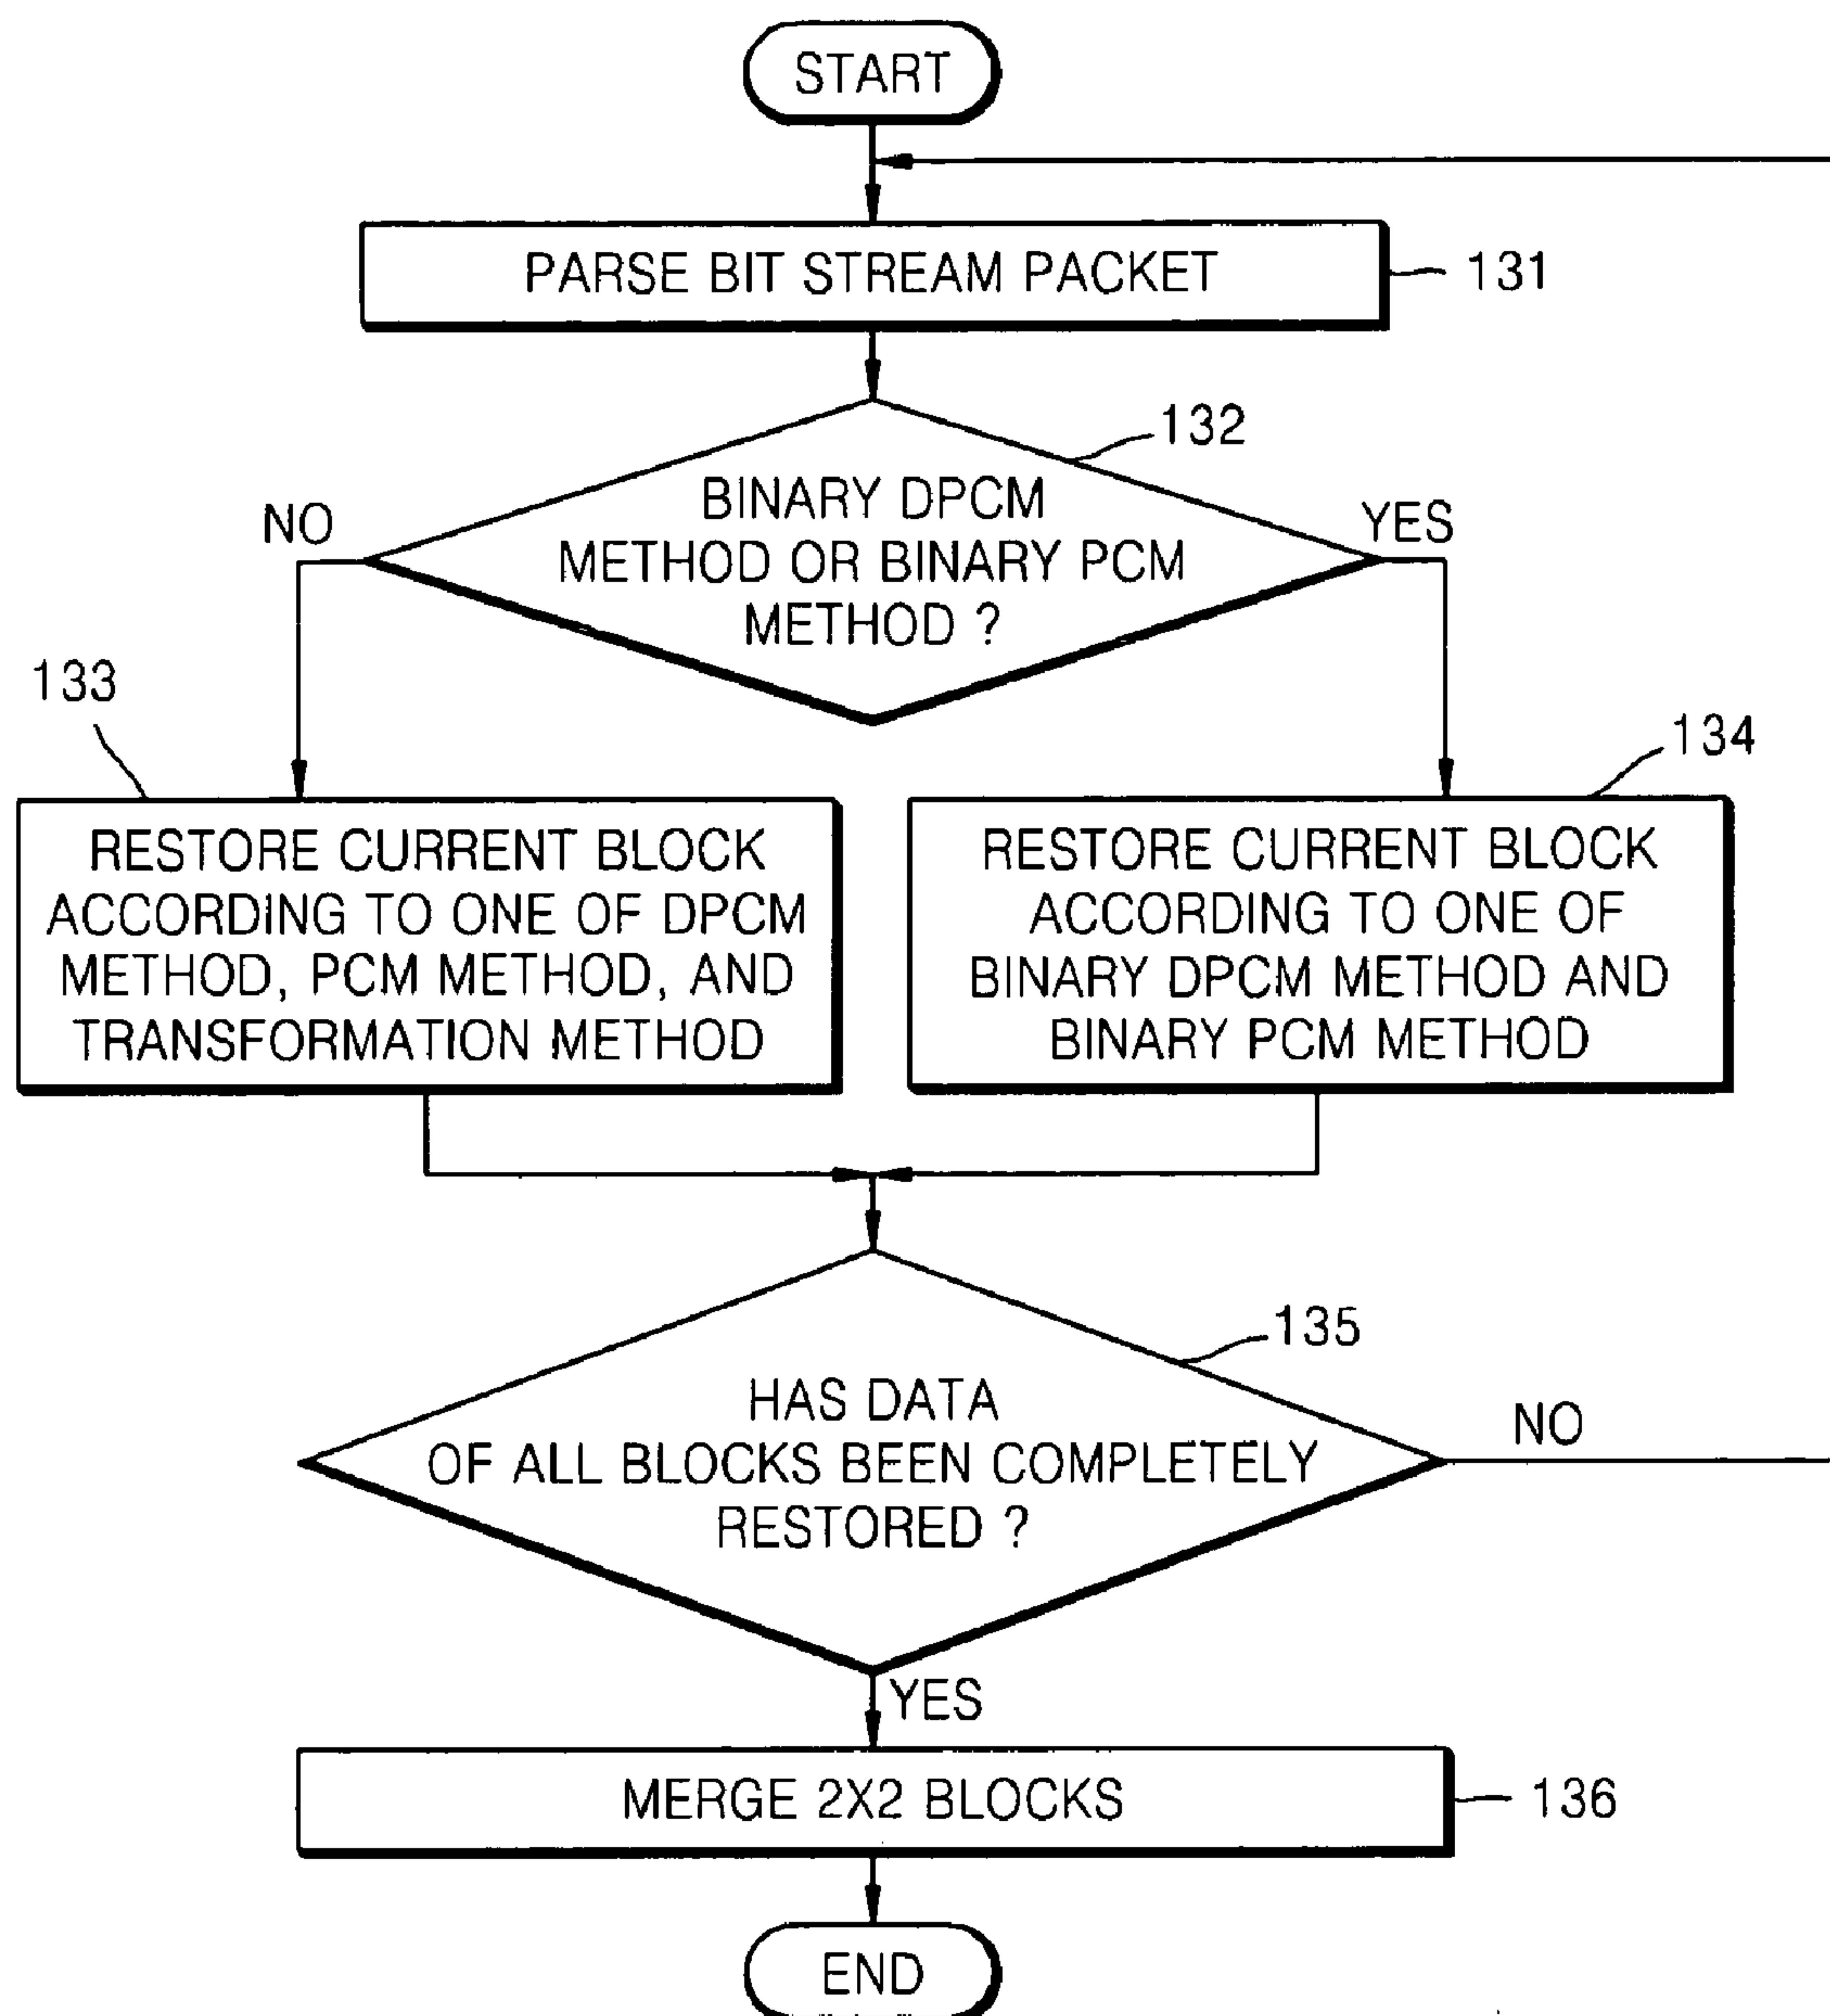 START
PARSE BIT STREAM PACKET
131
132
BINARY DPCM
METHOD OR BINARY PCM
METHOD ?
NO
YES
133
134
RESTORE CURRENT BLOCK
ACCORDING TO ONE OF DPCM
METHOD, PCM METHOD, AND
TRANSFORMATION METHOD
RESTORE CURRENT BLOCK
ACCORDING TO ONE OF
BINARY DPCM METHOD AND
BINARY PCM METHOD
135
HAS DATA
OF ALL BLOCKS BEEN COMPLETELY
RESTORED ?
NO
YES
MERGE 2X2 BLOCKS
136
END